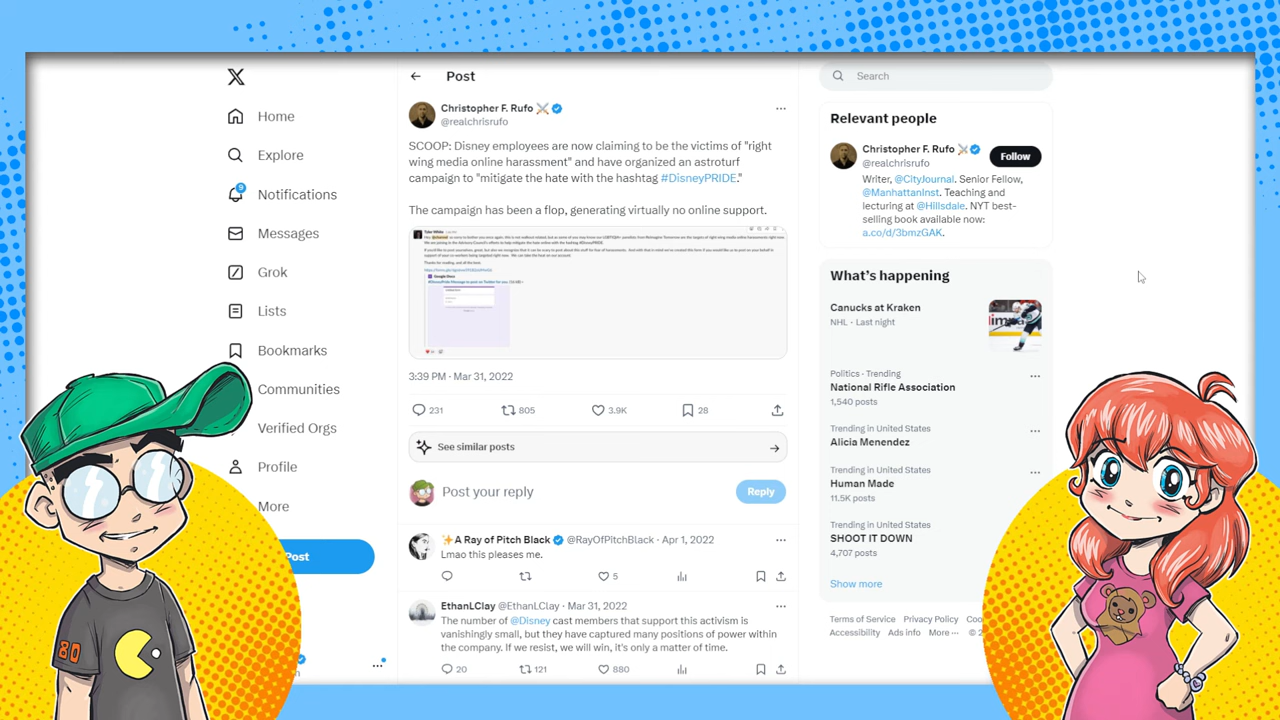 Home
Explore
9
Notifications
Messages
Grok
Lists
Bookmarks
Communities
Verified Orgs
Profile
More
Post
80
Post
Christopher F. Rufo
@realchrisrufo
SCOOP: Disney employees are now claiming to be the victims of "right
wing media online harassment" and have organized an astroturf
campaign to "mitigate the hate with the hashtag #DisneyPRIDE."
The campaign has been a flop, generating virtually no online support.
Google Docs
3:39 PM · Mar 31, 2022
231
805
3.9K
28
See similar posts
Post your reply
Reply
A Ray of Pitch Black @RayOfPitchBlack · Apr 1, 2022
Lmao this pleases me.
5
EthanLClay @EthanLClay · Mar 31, 2022
The number of @Disney cast members that support this activism is
vanishingly small, but they have captured many positions of power within
the company. If we resist, we will win, it's only a matter of time.
20
121
880
Search
Relevant people
Christopher F. Rufo
@realchrisrufo
Follow
Writer, @CityJournal. Senior Fellow,
@ManhattanInst. Teaching and
lecturing at @Hillsdale. NYT best-
selling book available now:
a.co/d/3bmzGAK.
What's happening
Canucks at Kraken
NHL · Last night
Politics · Trending
National Rifle Association
1,540 posts
Trending in United States
Alicia Menendez
Trending in United States
Human Made
11.5K posts
Trending in United States
SHOOT IT DOWN
4,707 posts
Show more
Terms of Service Privacy Policy Coo
Accessibility Ads info More ··· © 2